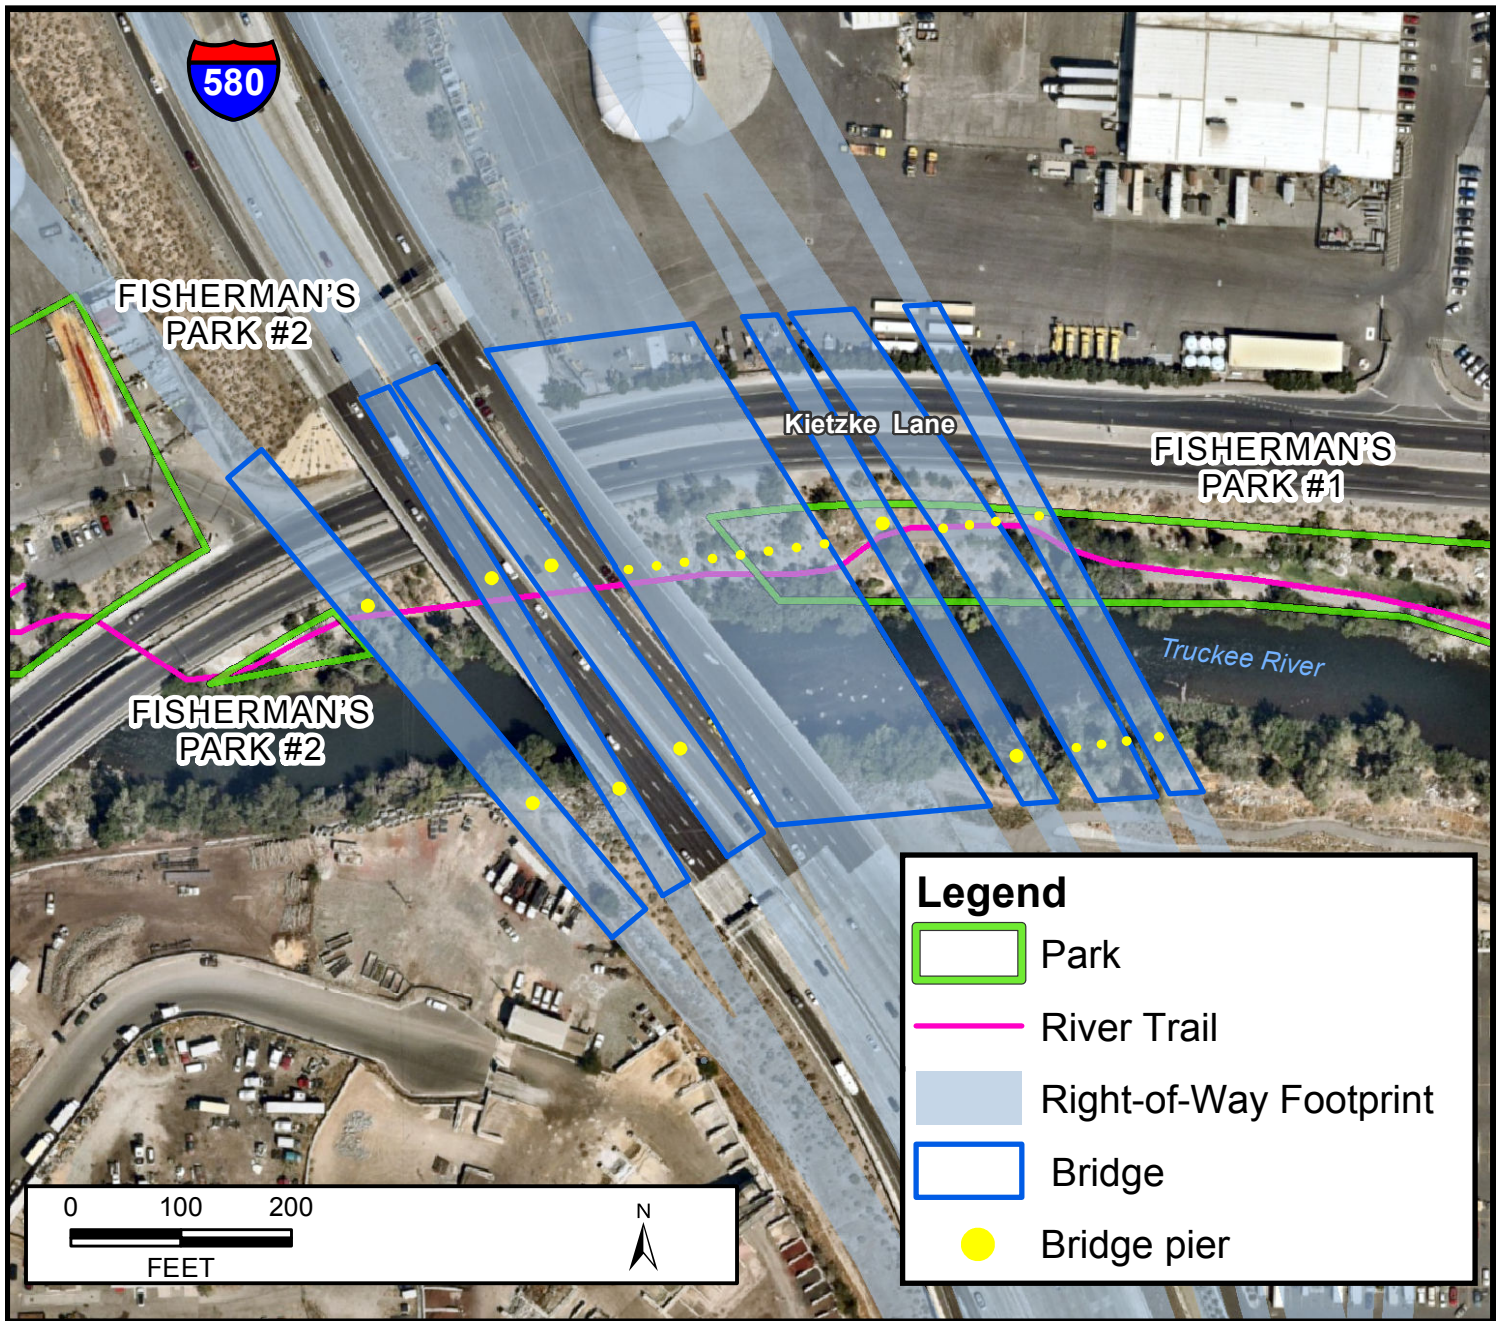 580
FISHERMAN'S
PARK #2
Kietzke Lane
FISHERMAN'S
PARK #1
Truckee River
FISHERMAN'S
PARK #2
Legend
Park
River Trail
Right-of-Way Footprint
Bridge
Bridge pier
0 100 200
FEET
N